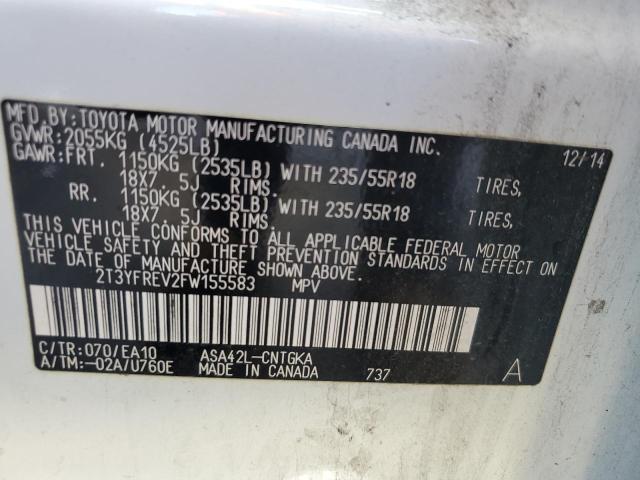 MFD.BY:TOYOTA MOTOR MANUFACTURING CANADA INC.
GVWR:2055KG (4525LB) 12/14
GAWR:FRT. 1150KG (2535LB) WITH 235/55R18 TIRES,
18X7.5J RIMS.
RR. 1150KG (2535LB) WITH 235/55R18 TIRES,
18X7.5J RIMS.
THIS VEHICLE CONFORMS TO ALL APPLICABLE FEDERAL MOTOR
VEHICLE SAFETY AND THEFT PREVENTION STANDARDS IN EFFECT ON
THE DATE OF MANUFACTURE SHOWN ABOVE.
2T3YFREV2FW155583 MPV
C/TR:070/EA10 ASA42L-CNTGKA
A/TM:-02A/U760E MADE IN CANADA 737 A